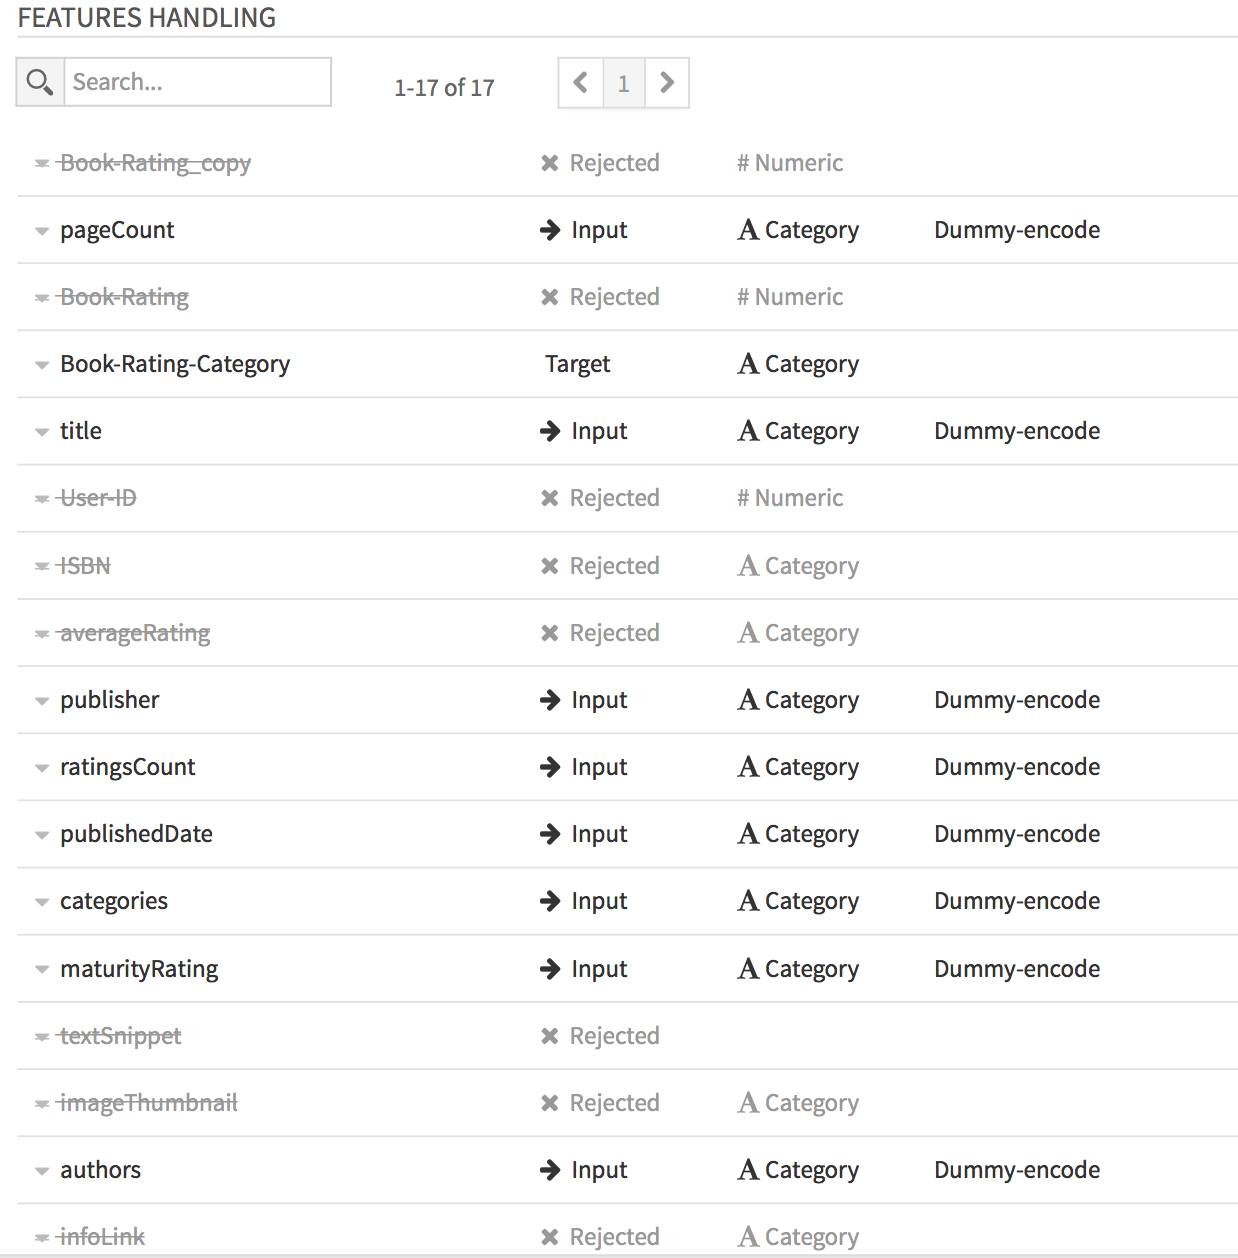 FEATURES HANDLING
Search... 1-17 of 17 1
Book-Rating_copy Rejected # Numeric
pageCount Input A Category Dummy-encode
Book-Rating Rejected # Numeric
Book-Rating-Category Target A Category
title Input A Category Dummy-encode
User-ID Rejected # Numeric
ISBN Rejected A Category
averageRating Rejected A Category
publisher Input A Category Dummy-encode
ratingsCount Input A Category Dummy-encode
publishedDate Input A Category Dummy-encode
categories Input A Category Dummy-encode
maturityRating Input A Category Dummy-encode
textSnippet Rejected
imageThumbnail Rejected A Category
authors Input A Category Dummy-encode
infoLink Rejected A Category